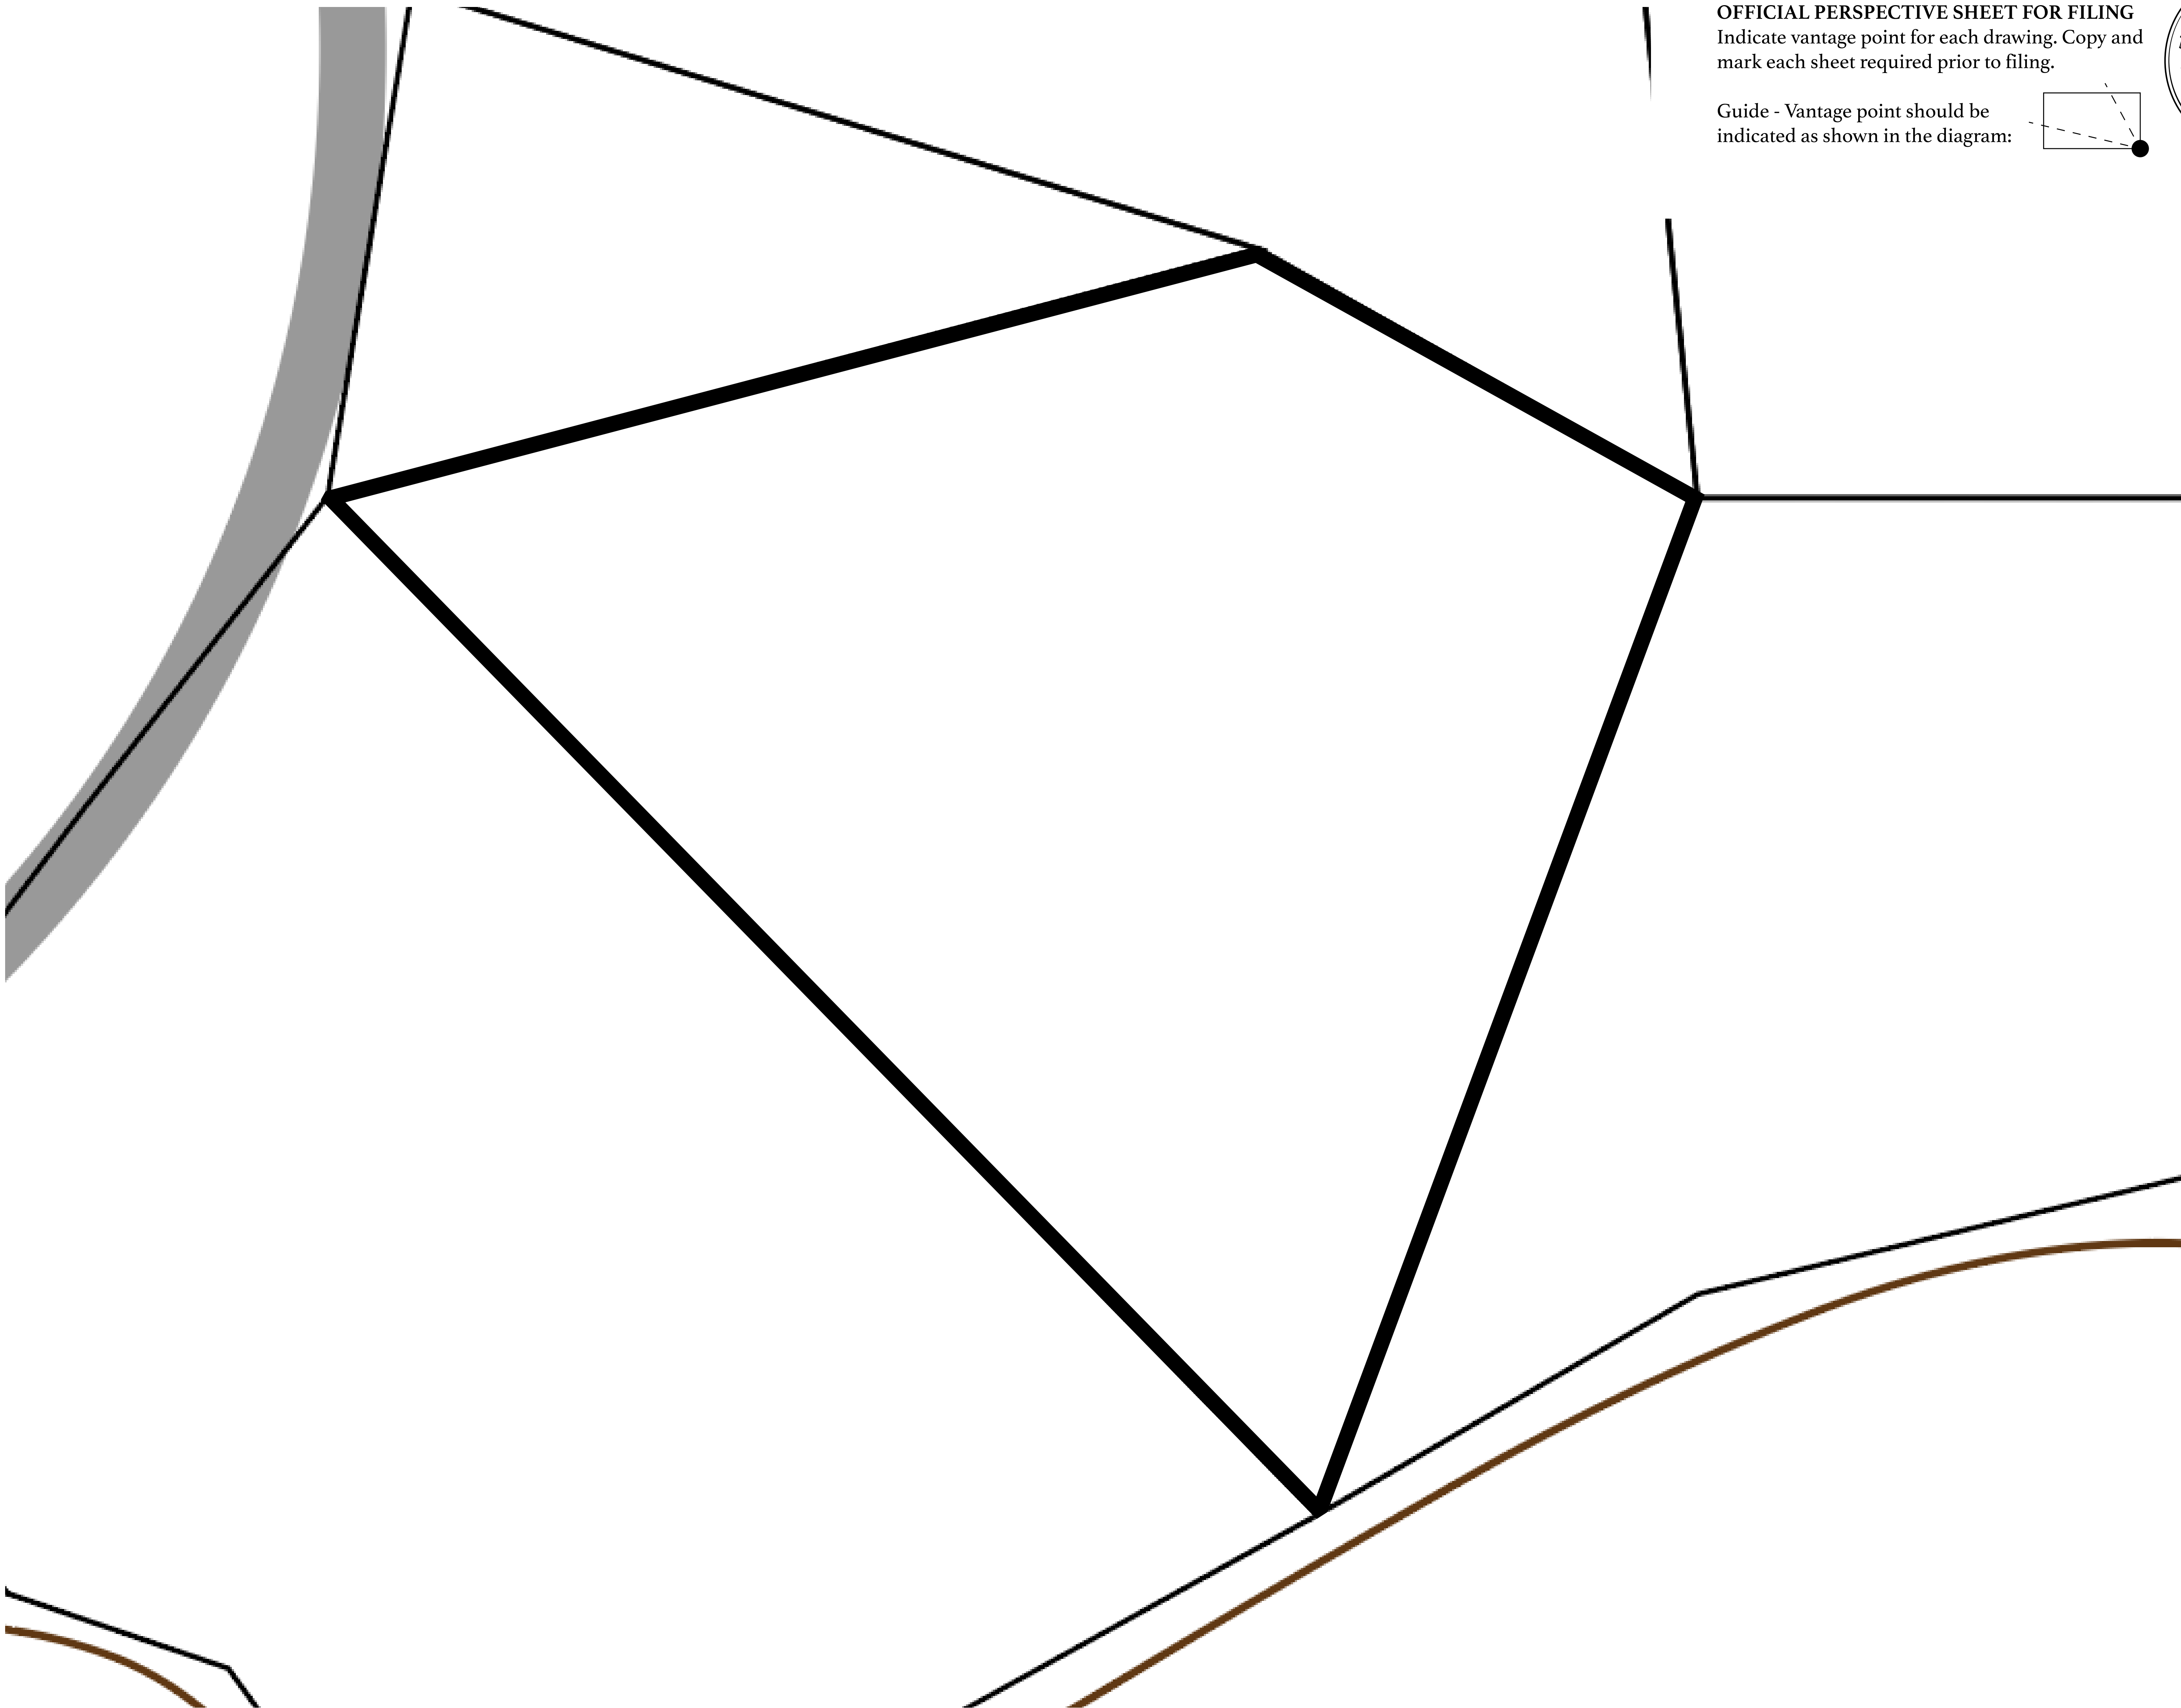 OFFICIAL PERSPECTIVE SHEET FOR FILING
Indicate vantage point for each drawing. Copy and
mark each sheet required prior to filing.
Guide - Vantage point should be
indicated as shown in the diagram: